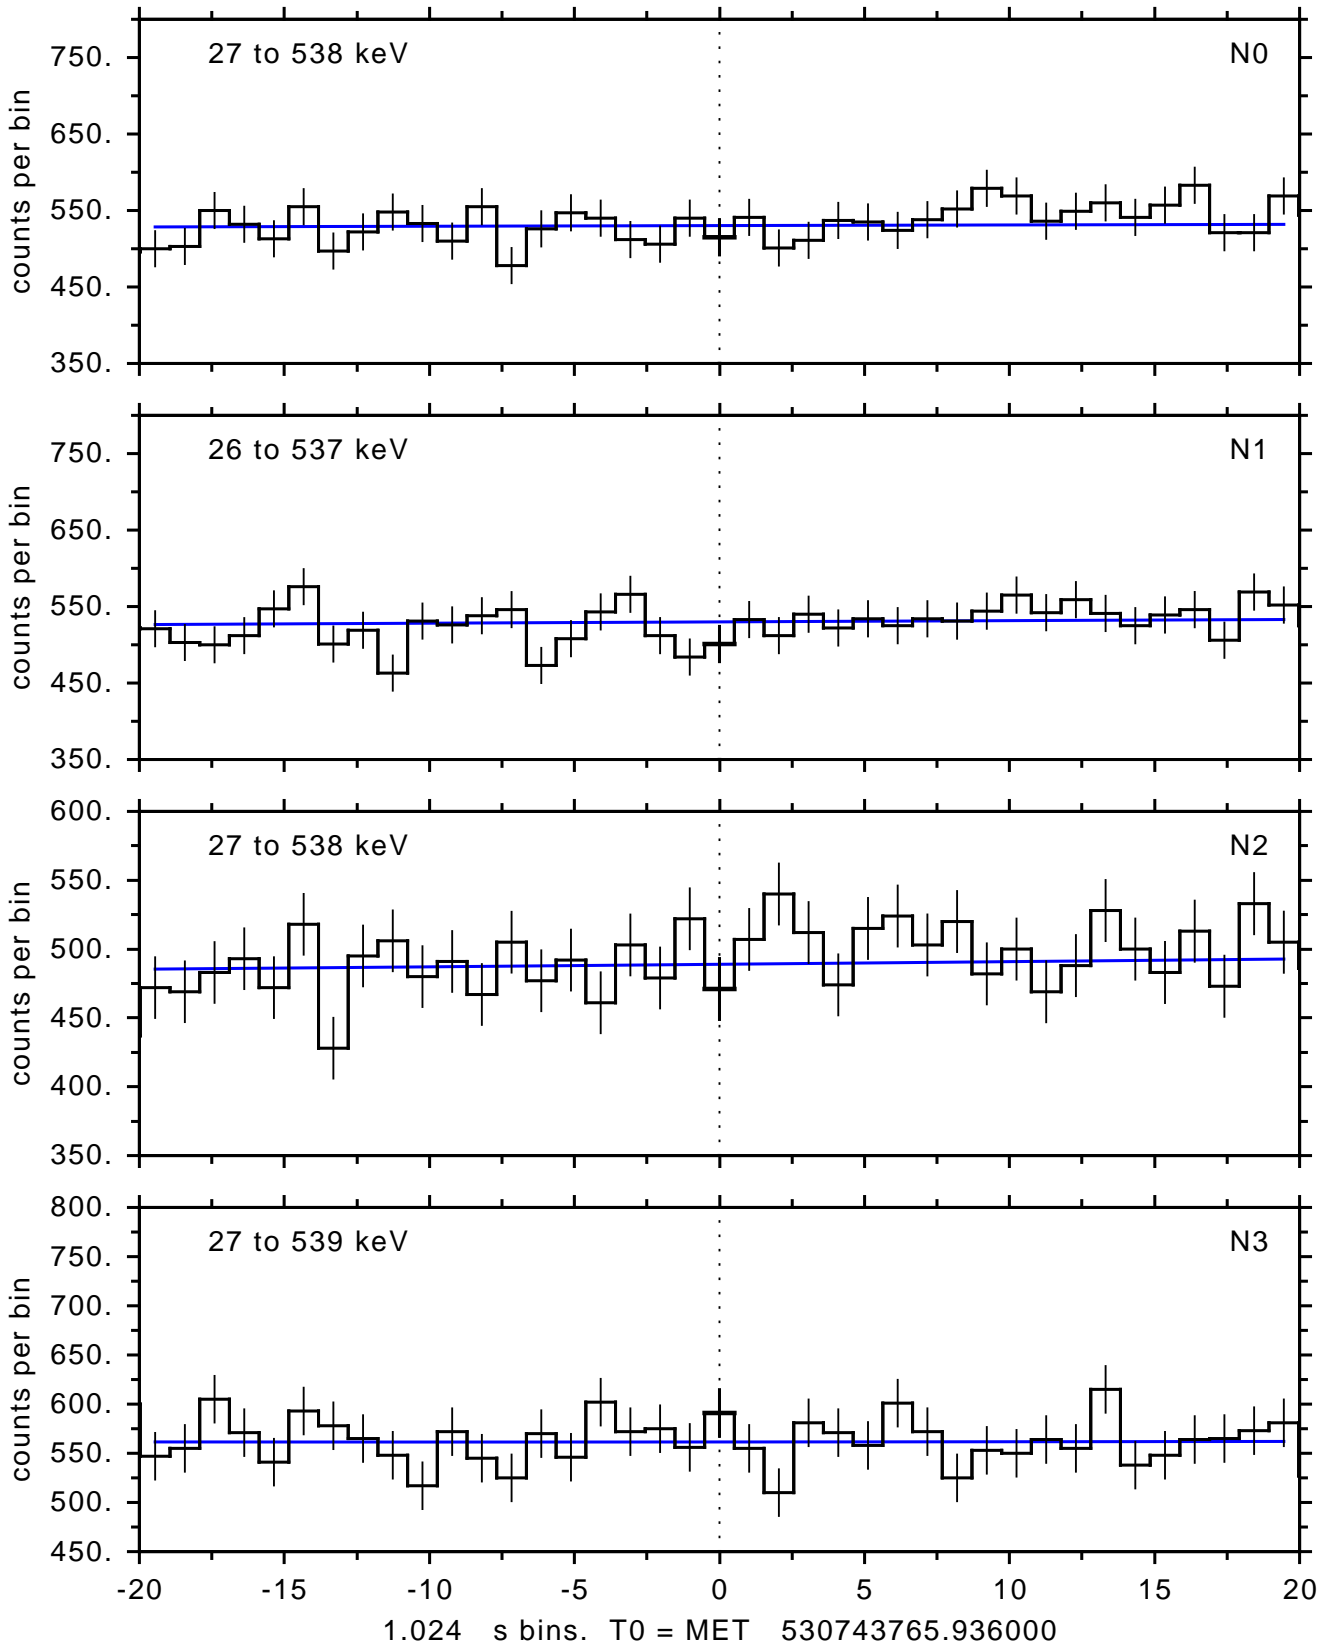 27 to 538 keV N0
750.
650.
550.
450.
350.
counts per bin
26 to 537 keV N1
750.
650.
550.
450.
350.
counts per bin
600.
27 to 538 keV N2
550.
500.
450.
400.
350.
counts per bin
800.
27 to 539 keV N3
750.
700.
650.
600.
550.
500.
450.
counts per bin
-20 -15 -10 -5 0 5 10 15 20
1.024 s bins. T0 = MET 530743765.936000